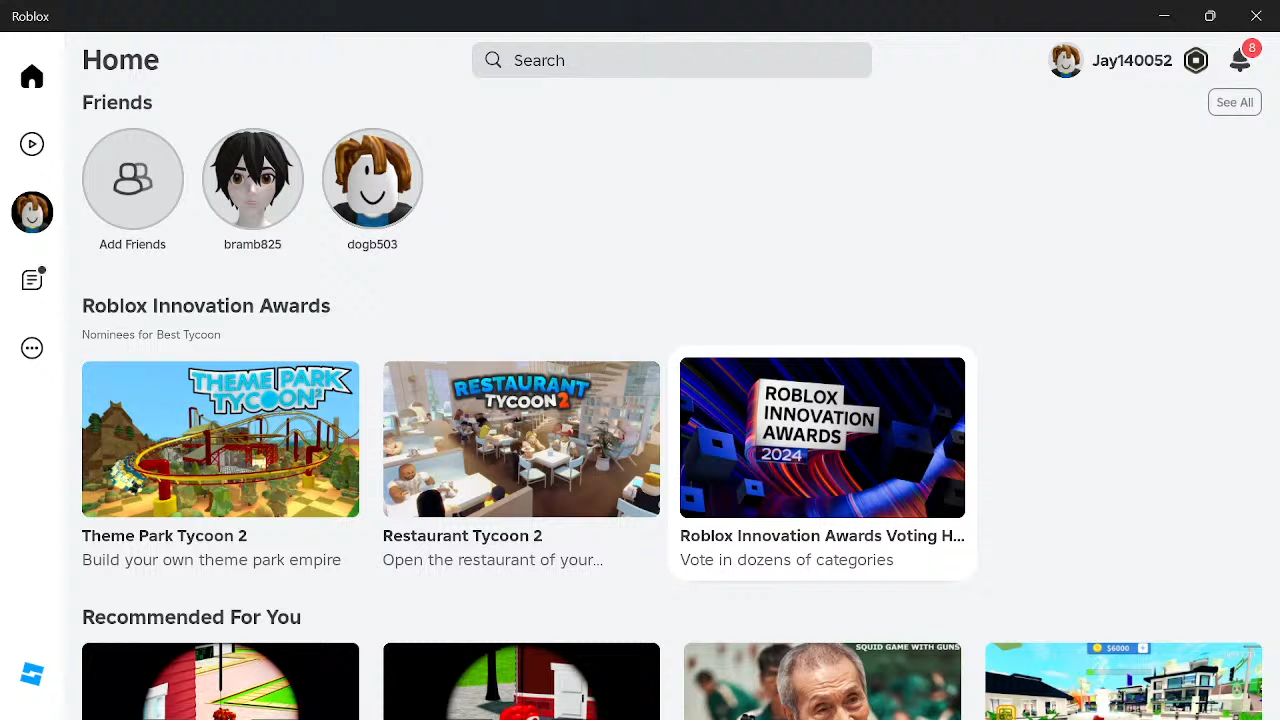 Roblox
Home
Search
Jay140052
8
Friends
See All
Add Friends
bramb825
dogb503
Roblox Innovation Awards
Nominees for Best Tycoon
THEME PARK
TYCOON 2
RESTAURANT
TYCOON 2
ROBLOX
INNOVATION
AWARDS
2024
Theme Park Tycoon 2
Build your own theme park empire
Restaurant Tycoon 2
Open the restaurant of your...
Roblox Innovation Awards Voting H...
Vote in dozens of categories
Recommended For You
SQUID GAME WITH GUNS
$6000